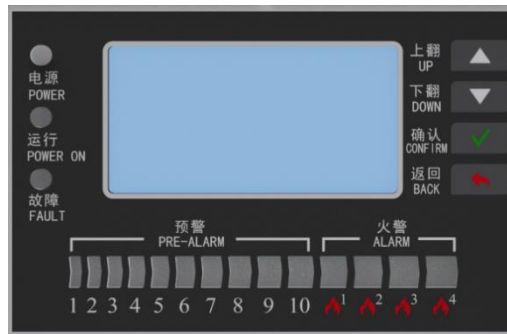 电源
POWER
运行
POWER ON
故障
FAULT
上翻
UP
下翻
DOWN
确认
CONFIRM
返回
BACK
预警
PRE-ALARM
火警
ALARM
1 2 3 4 5 6 7 8 9 10 1 2 3 4